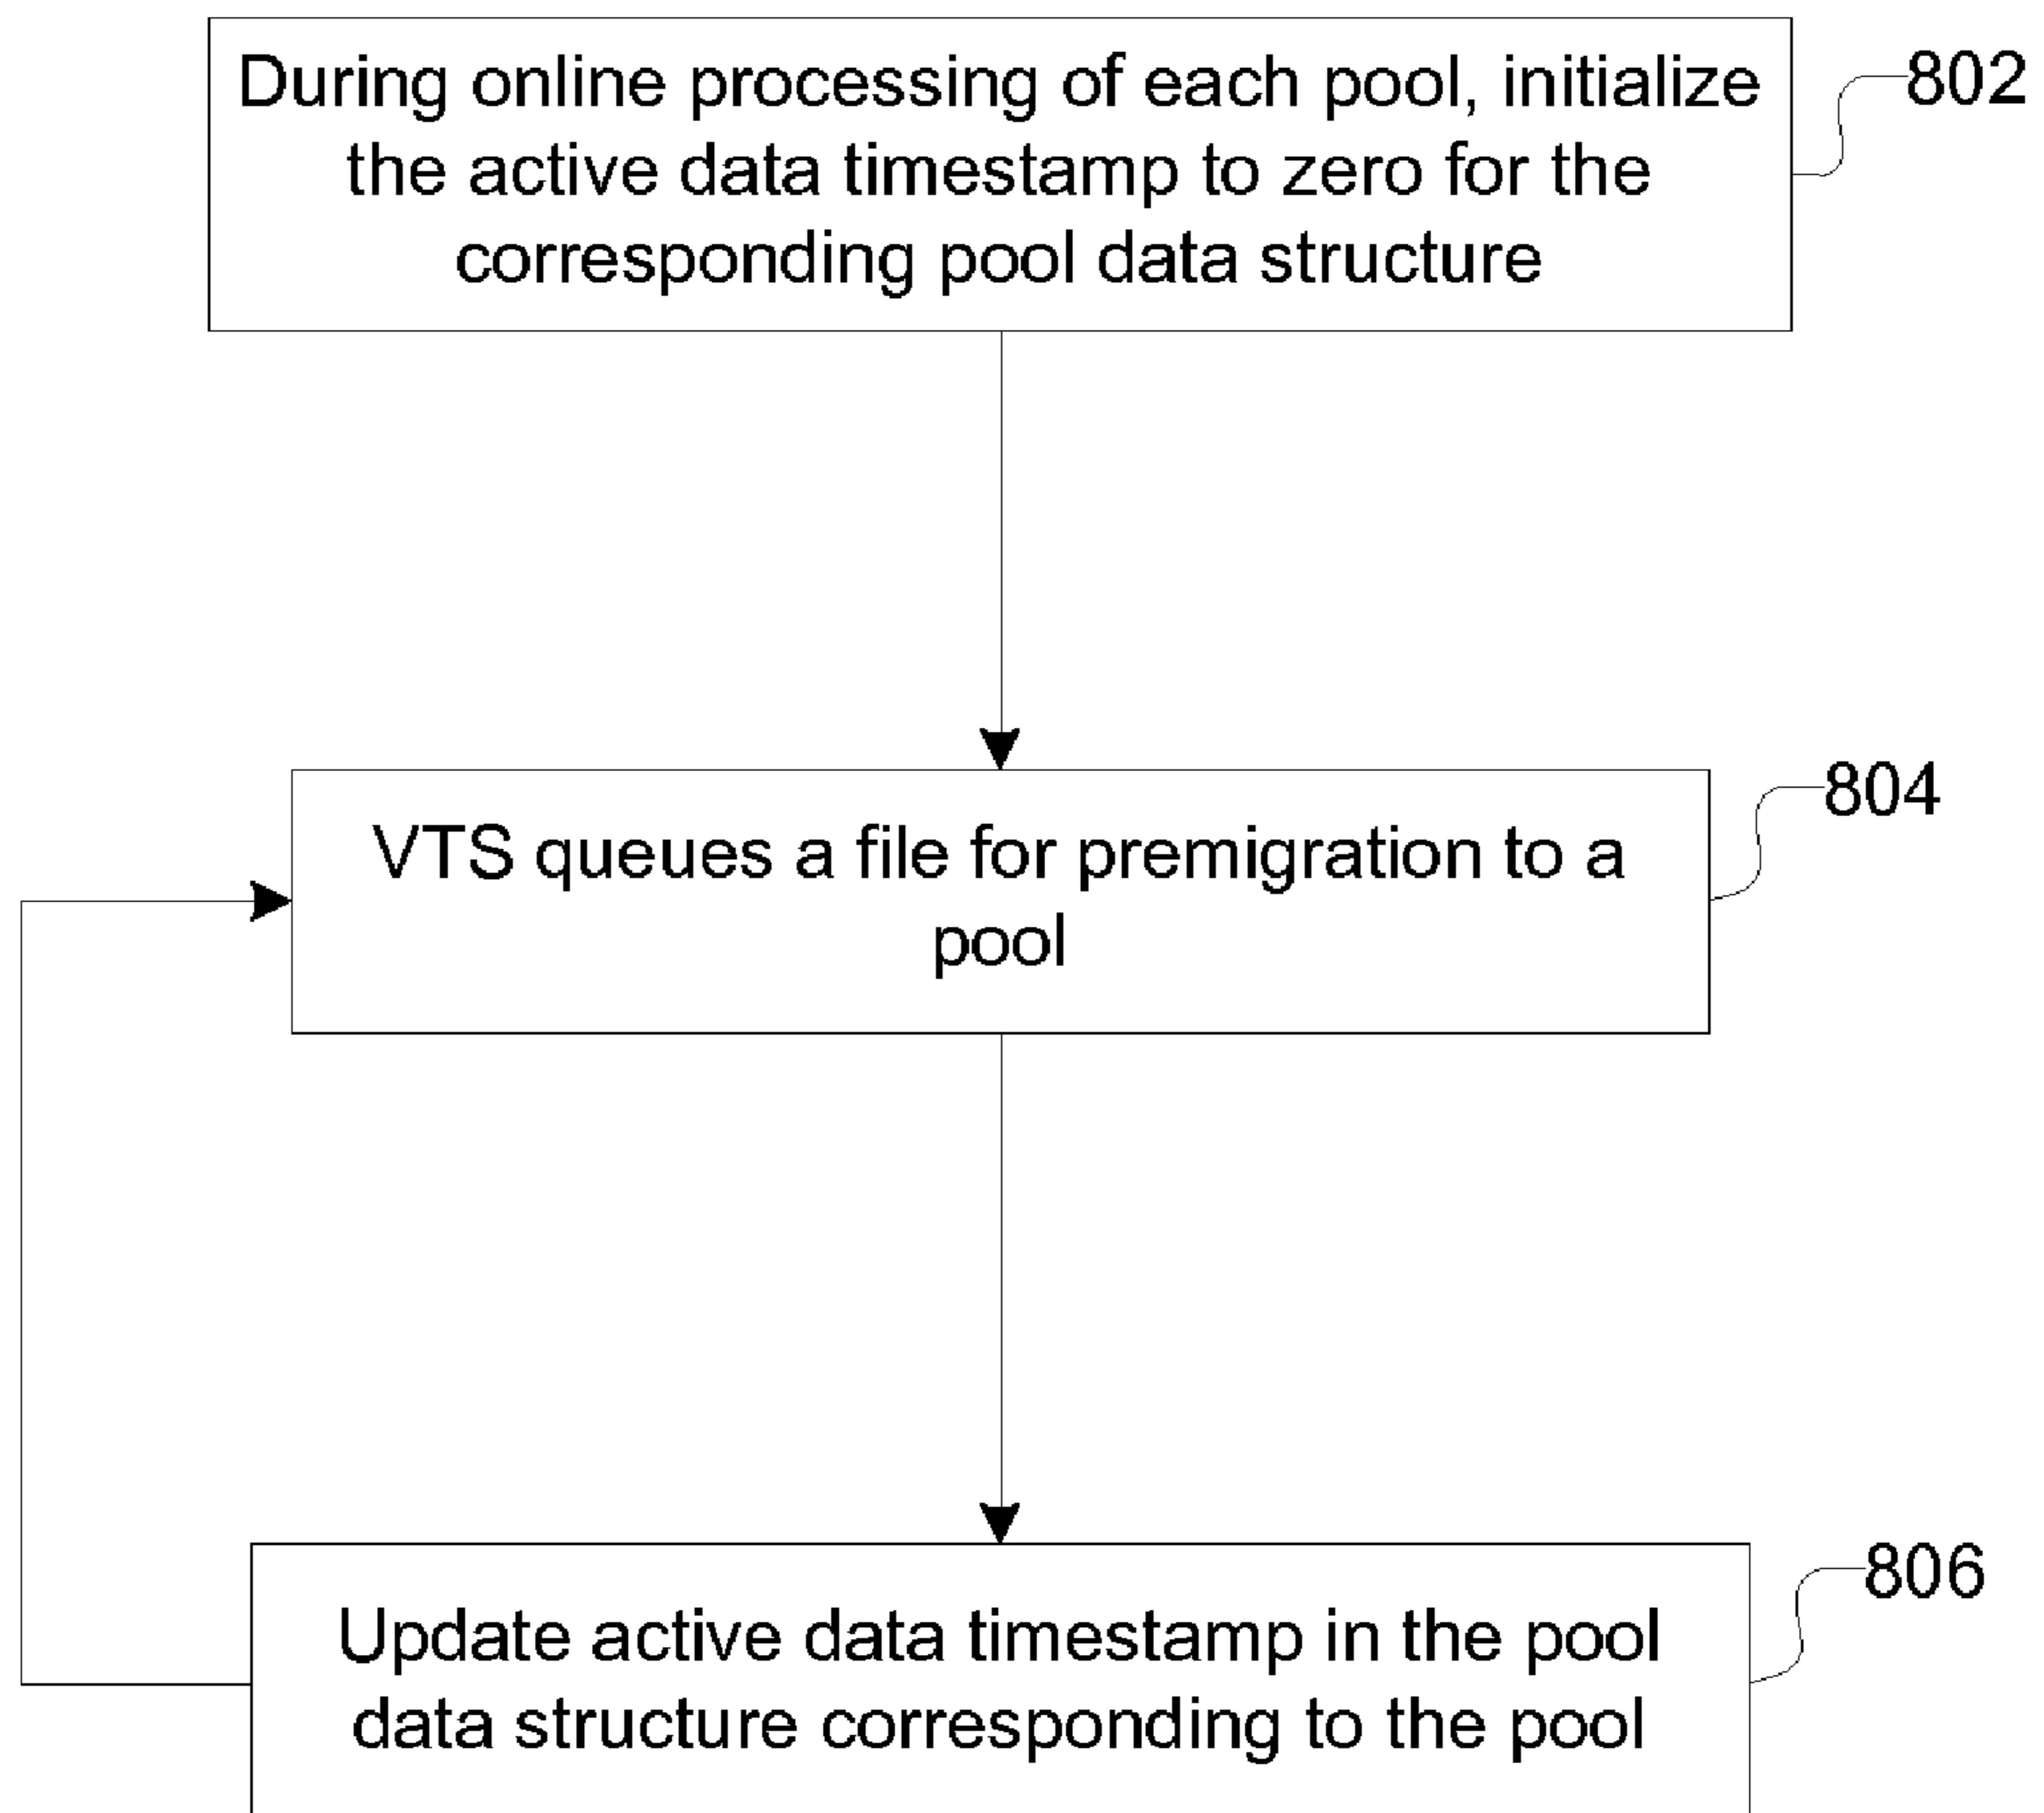 During online processing of each pool, initialize
the active data timestamp to zero for the
corresponding pool data structure
802
VTS queues a file for premigration to a
pool
804
Update active data timestamp in the pool
data structure corresponding to the pool
806